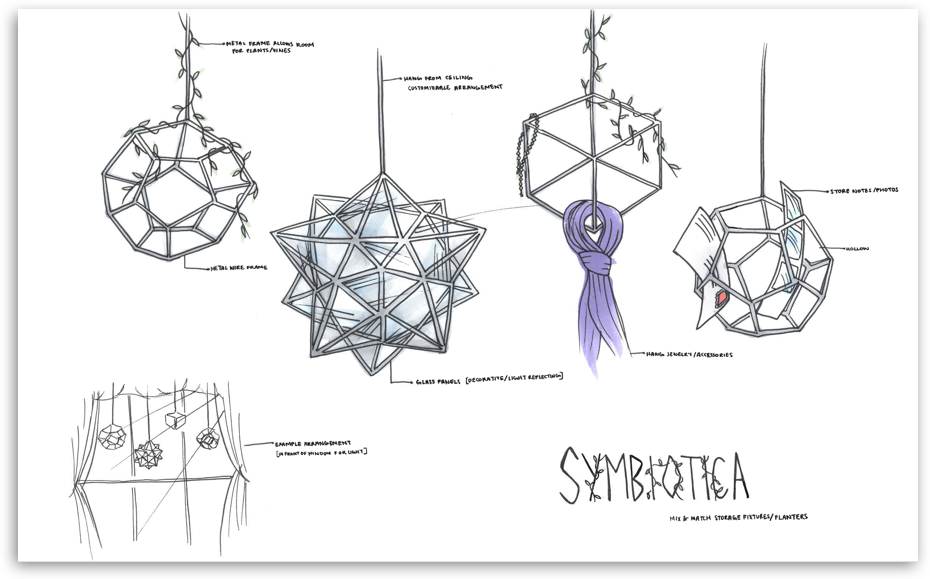 METAL FRAME ALLOWS ROOM
FOR PLANTS/VINES
HANG FROM CEILING
CUSTOMIZABLE ARRANGEMENT
STORE NOTES/PHOTOS
HOLLOW
METAL WIRE FRAME
HANG JEWELRY/ACCESSORIES
GLASS PANELS [DECORATIVE/LIGHT REFLECTING]
EXAMPLE ARRANGEMENT
[IN FRONT OF WINDOW FOR LIGHT]
SYMBIOTICA
MIX & MATCH STORAGE FIXTURES/PLANTERS